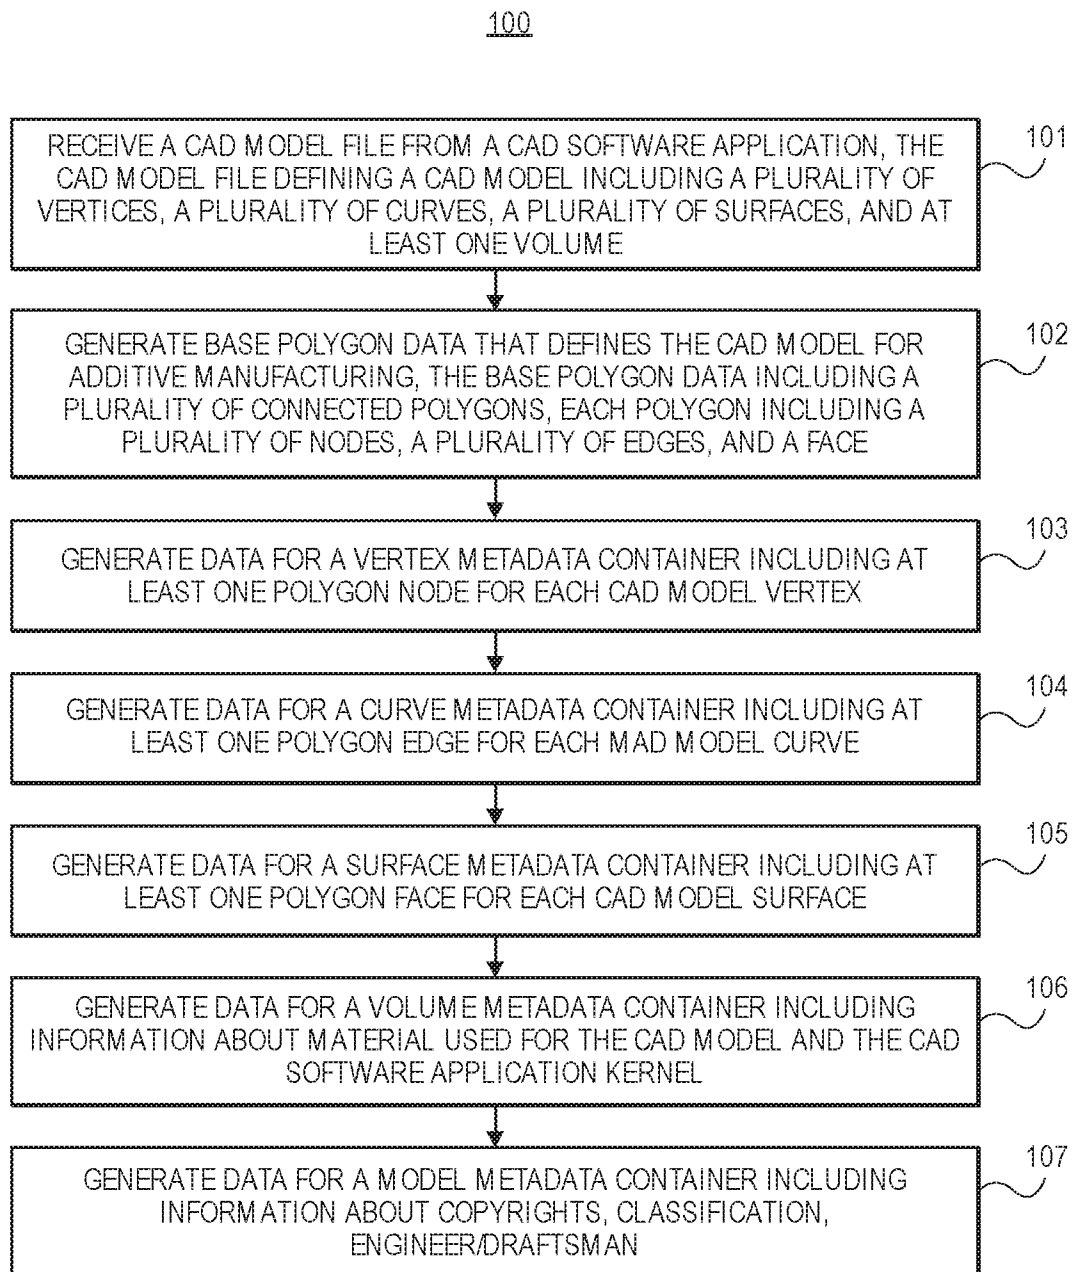 100
RECEIVE A CAD MODEL FILE FROM A CAD SOFTWARE APPLICATION, THE
CAD MODEL FILE DEFINING A CAD MODEL INCLUDING A PLURALITY OF
VERTICES, A PLURALITY OF CURVES, A PLURALITY OF SURFACES, AND AT
LEAST ONE VOLUME
101
GENERATE BASE POLYGON DATA THAT DEFINES THE CAD MODEL FOR
ADDITIVE MANUFACTURING, THE BASE POLYGON DATA INCLUDING A
PLURALITY OF CONNECTED POLYGONS, EACH POLYGON INCLUDING A
PLURALITY OF NODES, A PLURALITY OF EDGES, AND A FACE
102
GENERATE DATA FOR A VERTEX METADATA CONTAINER INCLUDING AT
LEAST ONE POLYGON NODE FOR EACH CAD MODEL VERTEX
103
GENERATE DATA FOR A CURVE METADATA CONTAINER INCLUDING AT
LEAST ONE POLYGON EDGE FOR EACH MAD MODEL CURVE
104
GENERATE DATA FOR A SURFACE METADATA CONTAINER INCLUDING AT
LEAST ONE POLYGON FACE FOR EACH CAD MODEL SURFACE
105
GENERATE DATA FOR A VOLUME METADATA CONTAINER INCLUDING
INFORMATION ABOUT MATERIAL USED FOR THE CAD MODEL AND THE CAD
SOFTWARE APPLICATION KERNEL
106
GENERATE DATA FOR A MODEL METADATA CONTAINER INCLUDING
INFORMATION ABOUT COPYRIGHTS, CLASSIFICATION,
ENGINEER/DRAFTSMAN
107